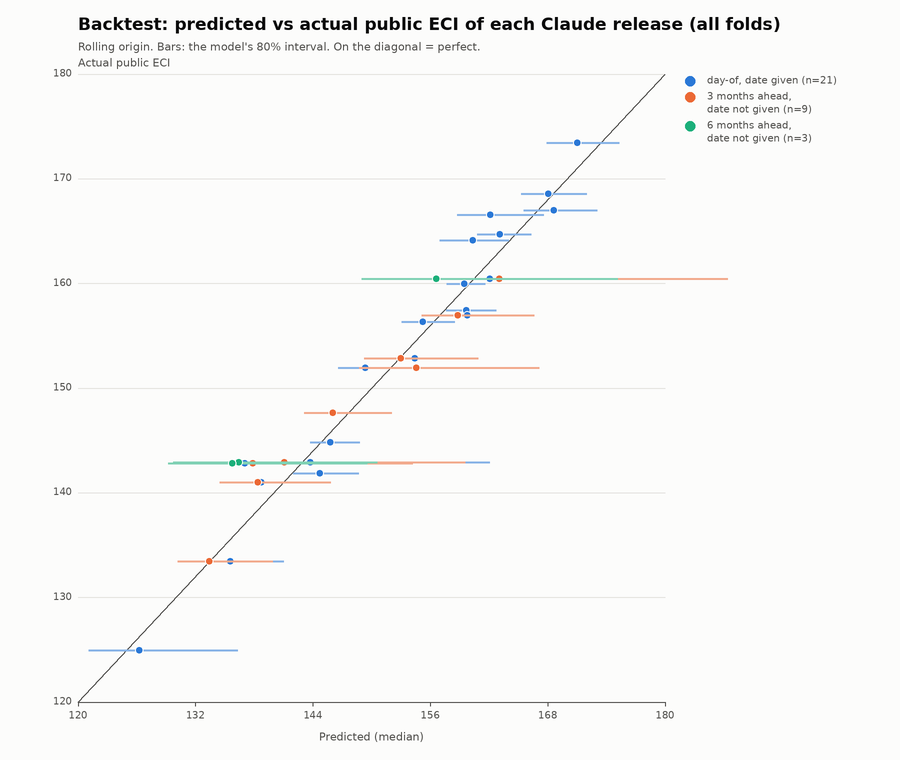 Backtest: predicted vs actual public ECI of each Claude release (all folds)
Rolling origin. Bars: the model's 80% interval. On the diagonal = perfect.
Actual public ECI
180
170
160
150
140
130
120
120
132
144
156
168
180
Predicted (median)
day-of, date given (n=21)
3 months ahead,
date not given (n=9)
6 months ahead,
date not given (n=3)